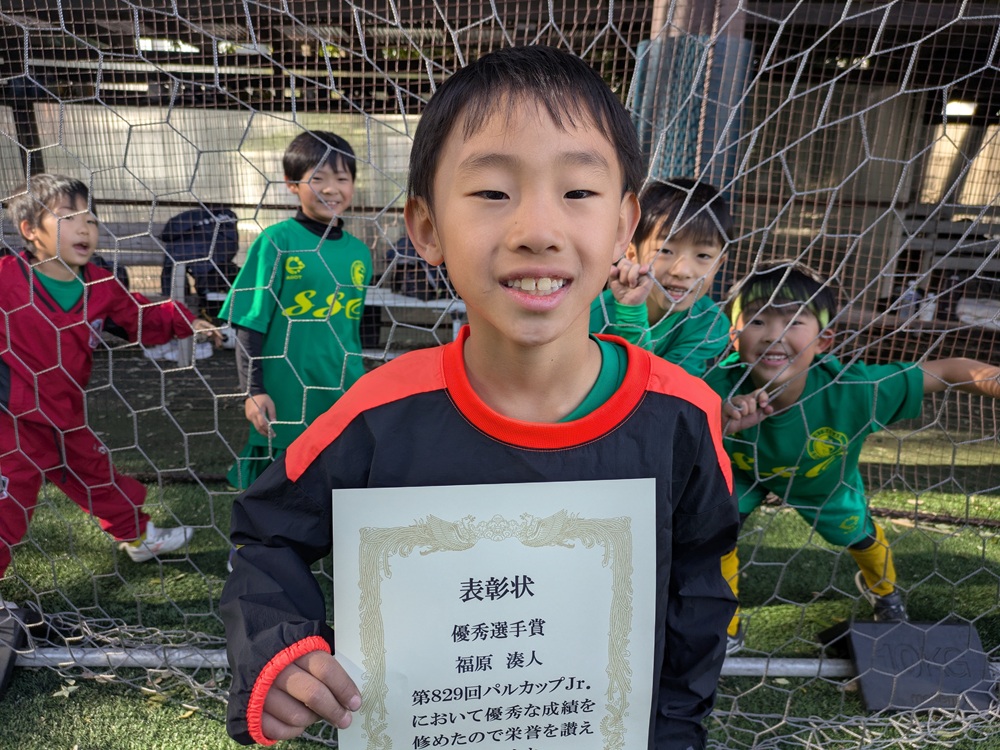 表彰状
優秀選手賞
福原 湊人
第829回パルカップJr.
において優秀な成績を
修めたので栄誉を讃え